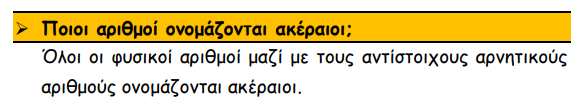 ➢ Ποιοι αριθμοί ονομάζονται ακέραιοι;
Όλοι οι φυσικοί αριθμοί μαζί με τους αντίστοιχους αρνητικούς
αριθμούς ονομάζονται ακέραιοι.